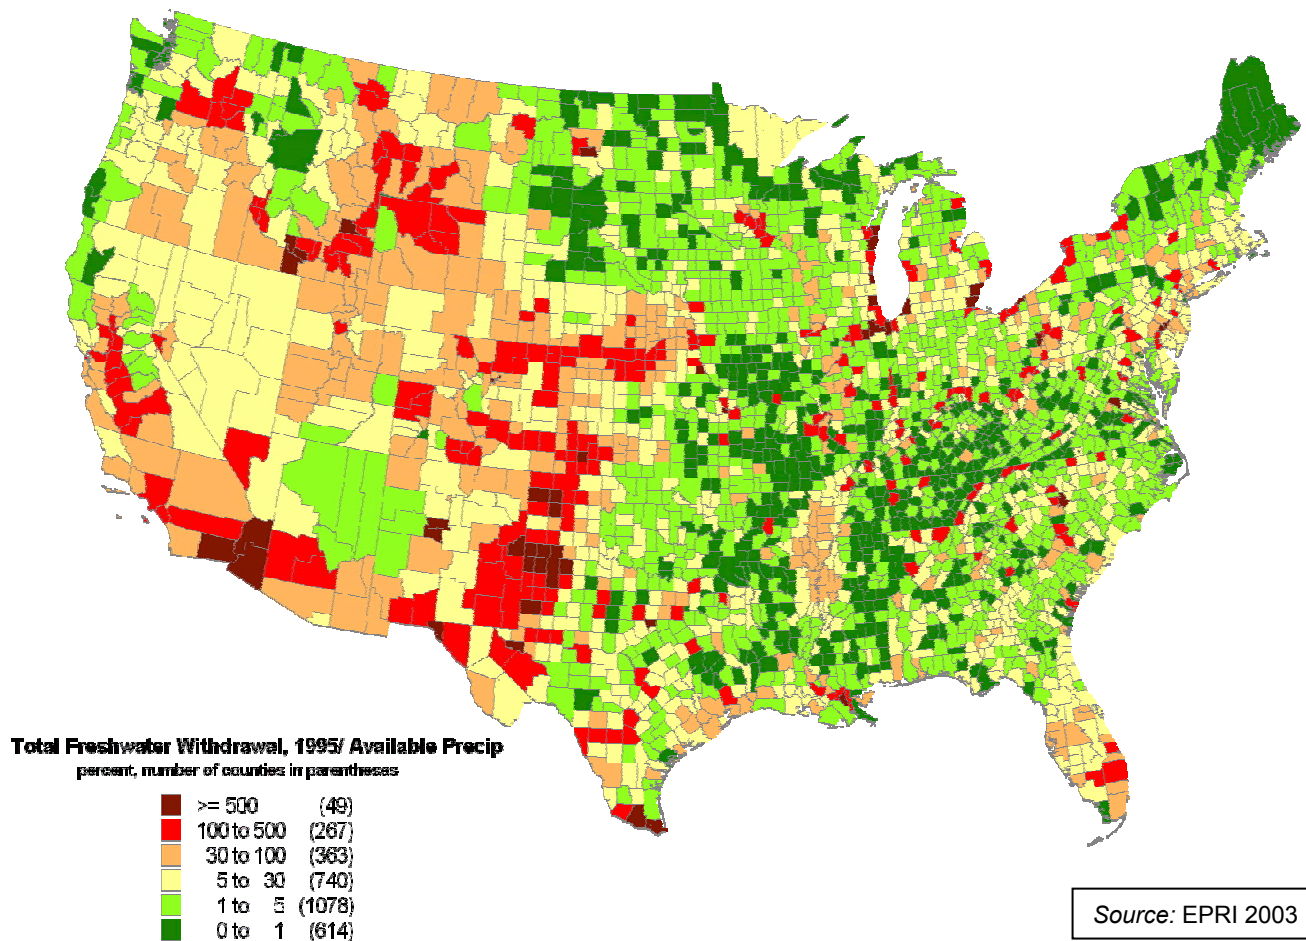 Total Freshwater Withdrawal, 1995/ Available Precip
percent, number of counties in parentheses
>= 500 (49)
100 to 500 (267)
30 to 100 (363)
5 to 30 (740)
1 to 5 (1078)
0 to 1 (614)
Source: EPRI 2003